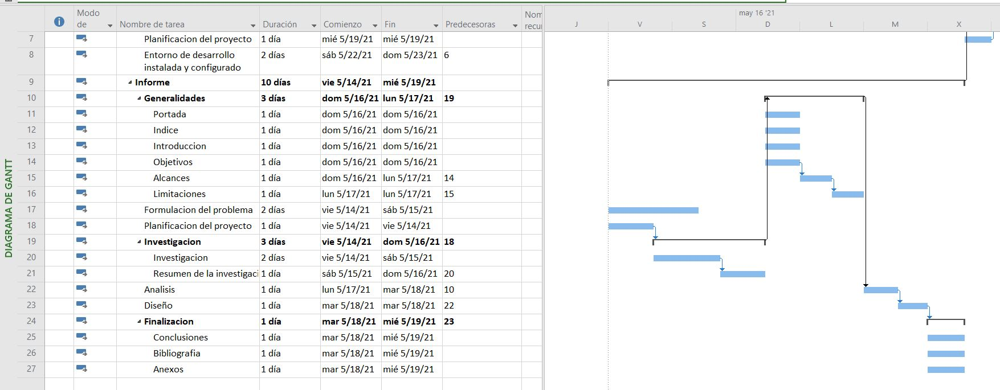 DIAGRAMA DE GANTT
Modo de Nombre de tarea Duración Comienzo Fin Predecesoras Nom recur
may 16 '21
J V S D L M X
7 Planificacion del proyecto 1 día mié 5/19/21 mié 5/19/21
8 Entorno de desarrollo instalada y configurado 2 días sáb 5/22/21 dom 5/23/21 6
9 Informe 10 días vie 5/14/21 mié 5/19/21
10 Generalidades 3 días dom 5/16/21 lun 5/17/21 19
11 Portada 1 día dom 5/16/21 dom 5/16/21
12 Indice 1 día dom 5/16/21 dom 5/16/21
13 Introduccion 1 día dom 5/16/21 dom 5/16/21
14 Objetivos 1 día dom 5/16/21 dom 5/16/21
15 Alcances 1 día dom 5/16/21 lun 5/17/21 14
16 Limitaciones 1 día lun 5/17/21 lun 5/17/21 15
17 Formulacion del problema 2 días vie 5/14/21 sáb 5/15/21
18 Planificacion del proyecto 1 día vie 5/14/21 vie 5/14/21
19 Investigacion 3 días vie 5/14/21 dom 5/16/21 18
20 Investigacion 2 días vie 5/14/21 sáb 5/15/21
21 Resumen de la investigaci 1 día sáb 5/15/21 dom 5/16/21 20
22 Analisis 1 día lun 5/17/21 mar 5/18/21 10
23 Diseño 1 día mar 5/18/21 mar 5/18/21 22
24 Finalizacion 1 día mar 5/18/21 mié 5/19/21 23
25 Conclusiones 1 día mar 5/18/21 mié 5/19/21
26 Bibliografia 1 día mar 5/18/21 mié 5/19/21
27 Anexos 1 día mar 5/18/21 mié 5/19/21